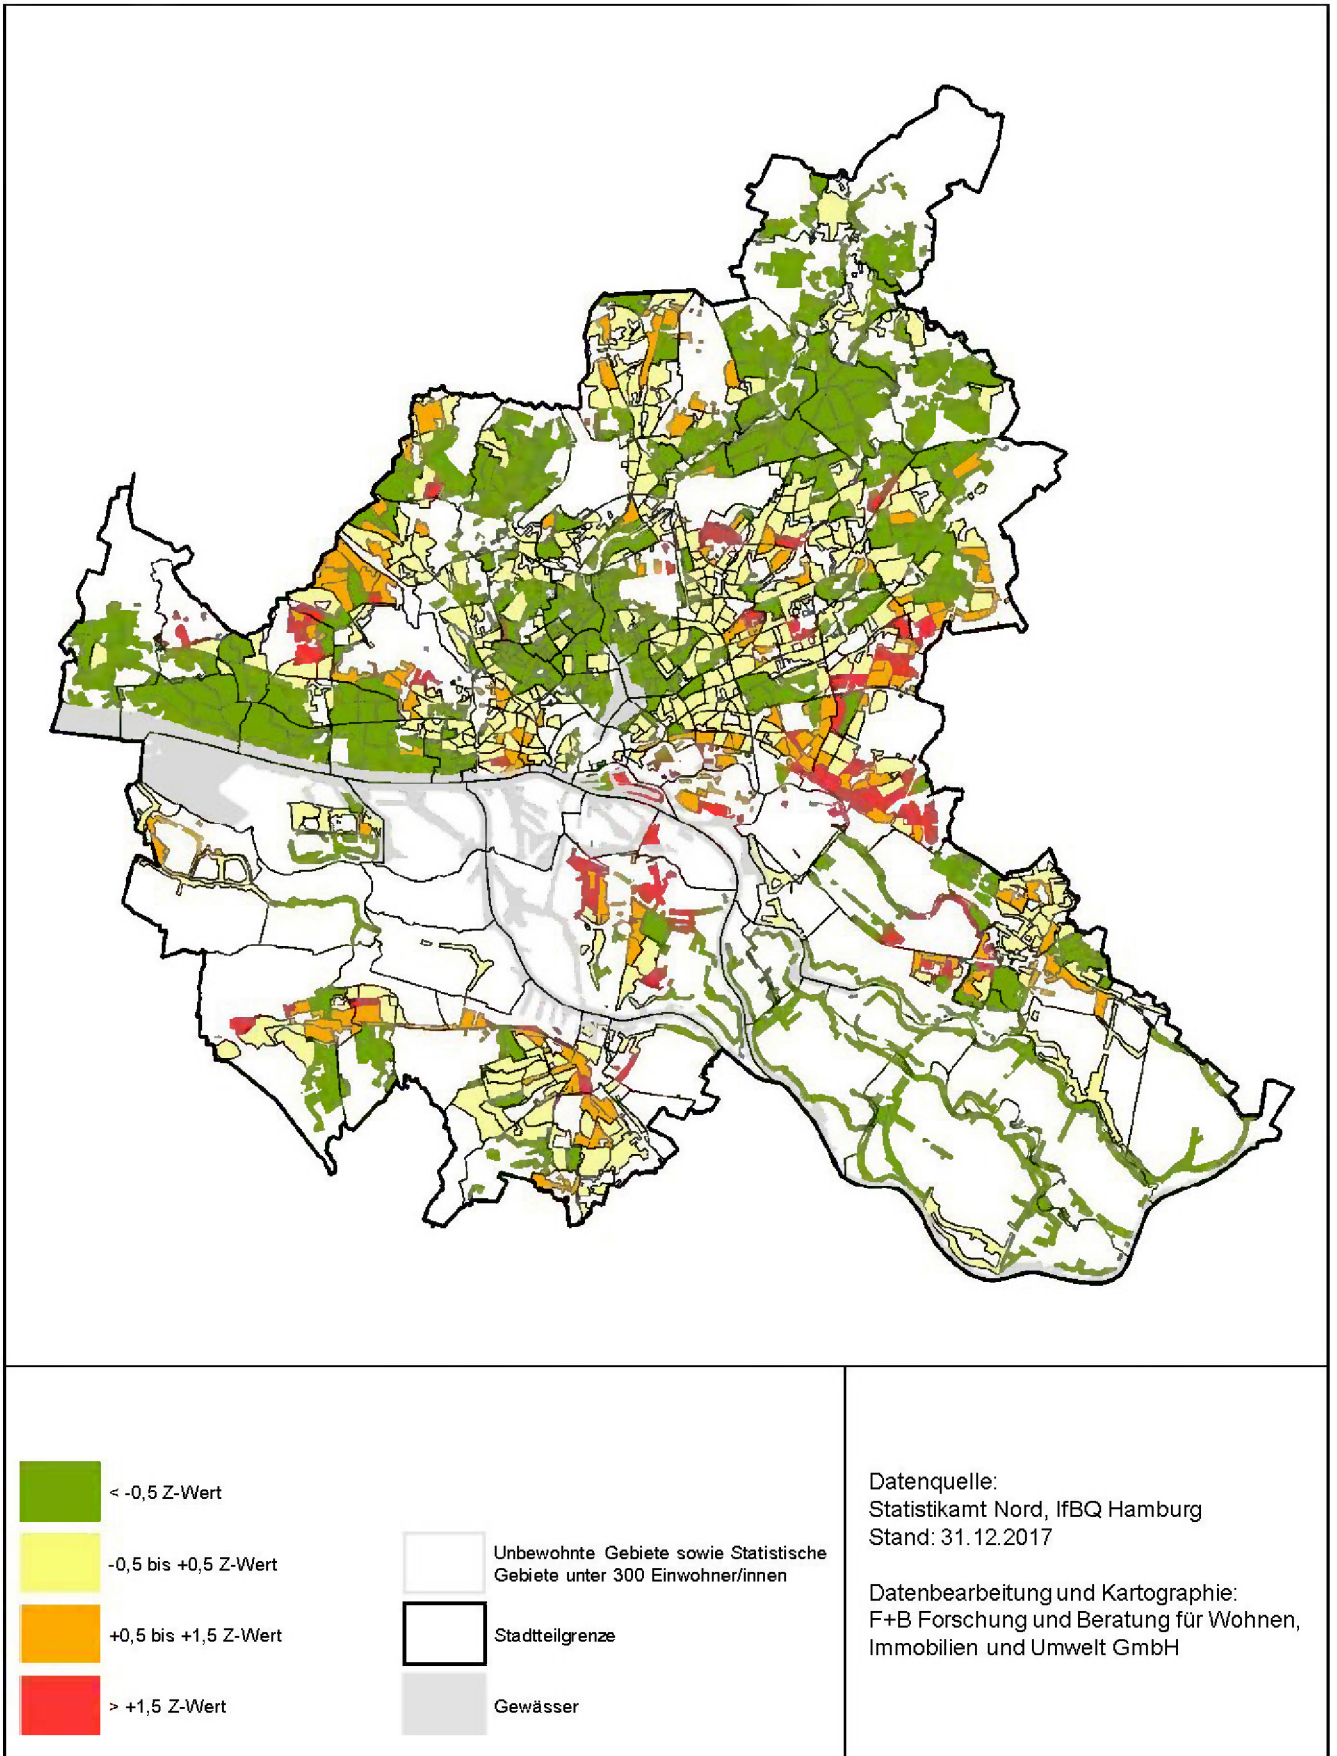 < -0,5 Z-Wert
-0,5 bis +0,5 Z-Wert
+0,5 bis +1,5 Z-Wert
> +1,5 Z-Wert
Unbewohnte Gebiete sowie Statistische
Gebiete unter 300 Einwohner/innen
Stadtteilgrenze
Gewässer
Datenquelle:
Statistikamt Nord, IfBQ Hamburg
Stand: 31.12.2017
Datenbearbeitung und Kartographie:
F+B Forschung und Beratung für Wohnen,
Immobilien und Umwelt GmbH